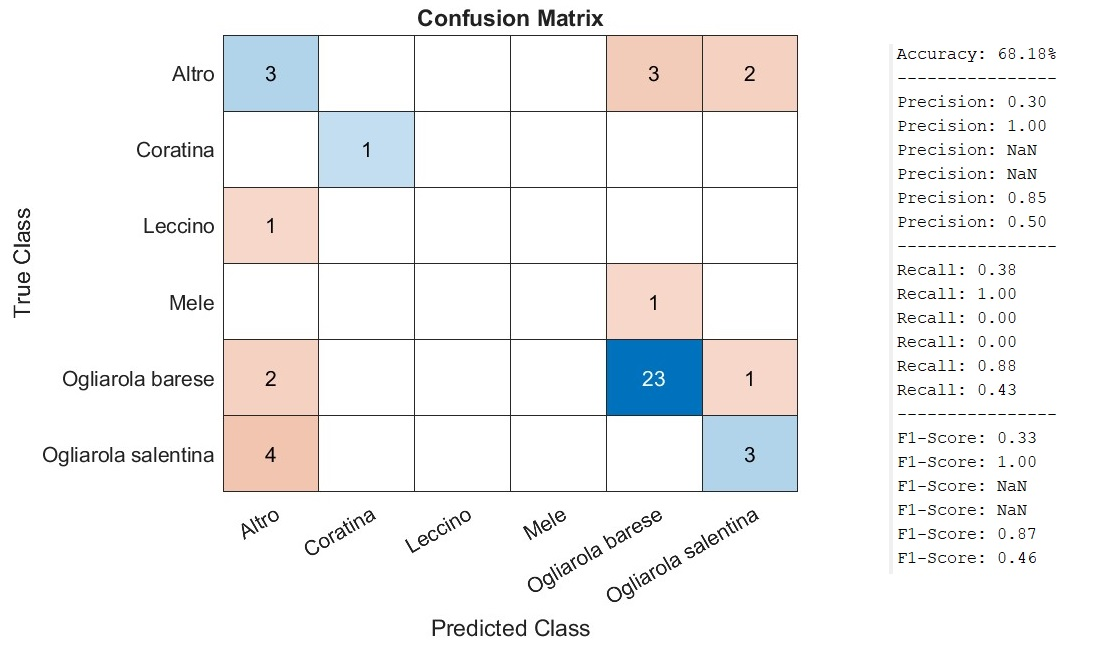 Confusion Matrix
True Class
Altro 3 3 2
Coratina 1
Leccino 1
Mele 1
Ogliarola barese 2 23 1
Ogliarola salentina 4 3
Altro Coratina Leccino Mele Ogliarola barese Ogliarola salentina
Predicted Class
Accuracy: 68.18%
----------------
Precision: 0.30
Precision: 1.00
Precision: NaN
Precision: NaN
Precision: 0.85
Precision: 0.50
----------------
Recall: 0.38
Recall: 1.00
Recall: 0.00
Recall: 0.00
Recall: 0.88
Recall: 0.43
----------------
F1-Score: 0.33
F1-Score: 1.00
F1-Score: NaN
F1-Score: NaN
F1-Score: 0.87
F1-Score: 0.46